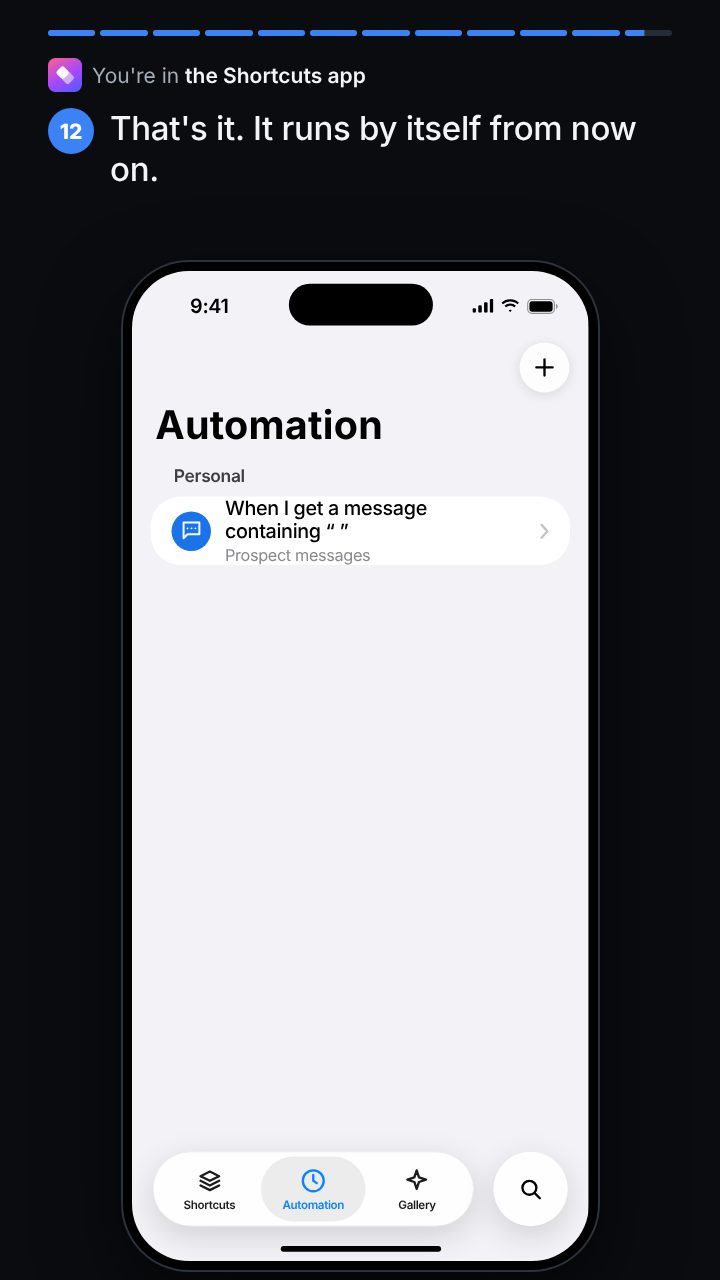 You're in the Shortcuts app
12
That's it. It runs by itself from now
on.
9:41
Automation
Personal
When I get a message
containing “ ”
Prospect messages
Shortcuts
Automation
Gallery